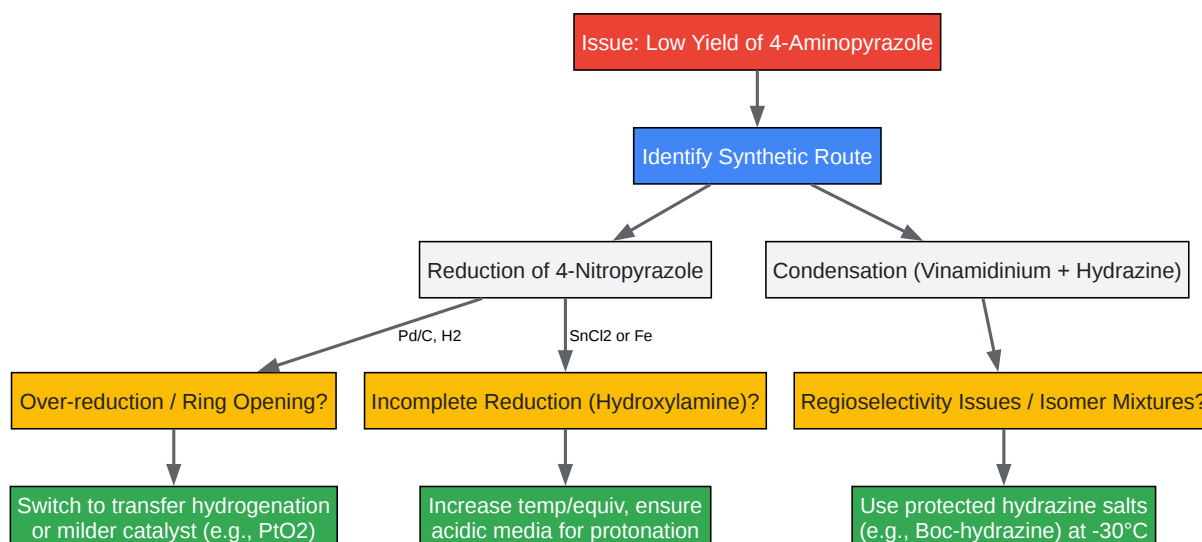 Issue: Low Yield of 4-Aminopyrazole
Identify Synthetic Route
Reduction of 4-Nitropyrazole
Condensation (Vinamidinium + Hydrazine)
Pd/C, H2
SnCl2 or Fe
Over-reduction / Ring Opening?
Incomplete Reduction (Hydroxylamine)?
Regioselectivity Issues / Isomer Mixtures?
Switch to transfer hydrogenation
or milder catalyst (e.g., PtO2)
Increase temp/equiv, ensure
acidic media for protonation
Use protected hydrazine salts
(e.g., Boc-hydrazine) at -30°C